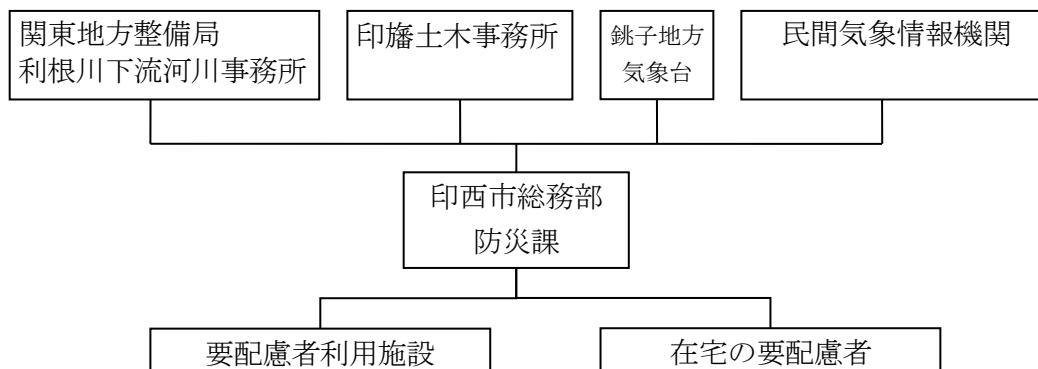 関東地方整備局
利根川下流河川事務所
印旛土木事務所
銚子地方
気象台
民間気象情報機関
印西市総務部
防災課
要配慮者利用施設
在宅の要配慮者